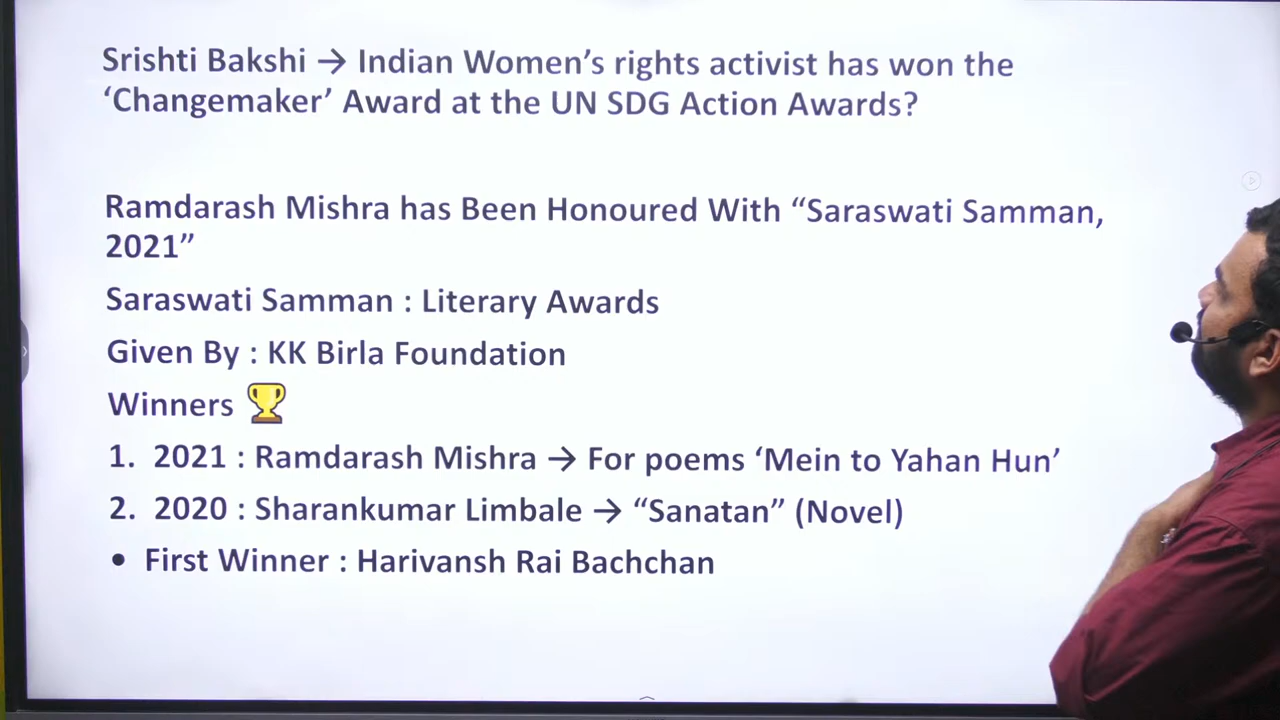 Srishti Bakshi → Indian Women’s rights activist has won the
‘Changemaker’ Award at the UN SDG Action Awards?
Ramdarash Mishra has Been Honoured With “Saraswati Samman,
2021”
Saraswati Samman : Literary Awards
Given By : KK Birla Foundation
Winners 🏆
1. 2021 : Ramdarash Mishra → For poems ‘Mein to Yahan Hun’
2. 2020 : Sharankumar Limbale → “Sanatan” (Novel)
• First Winner : Harivansh Rai Bachchan